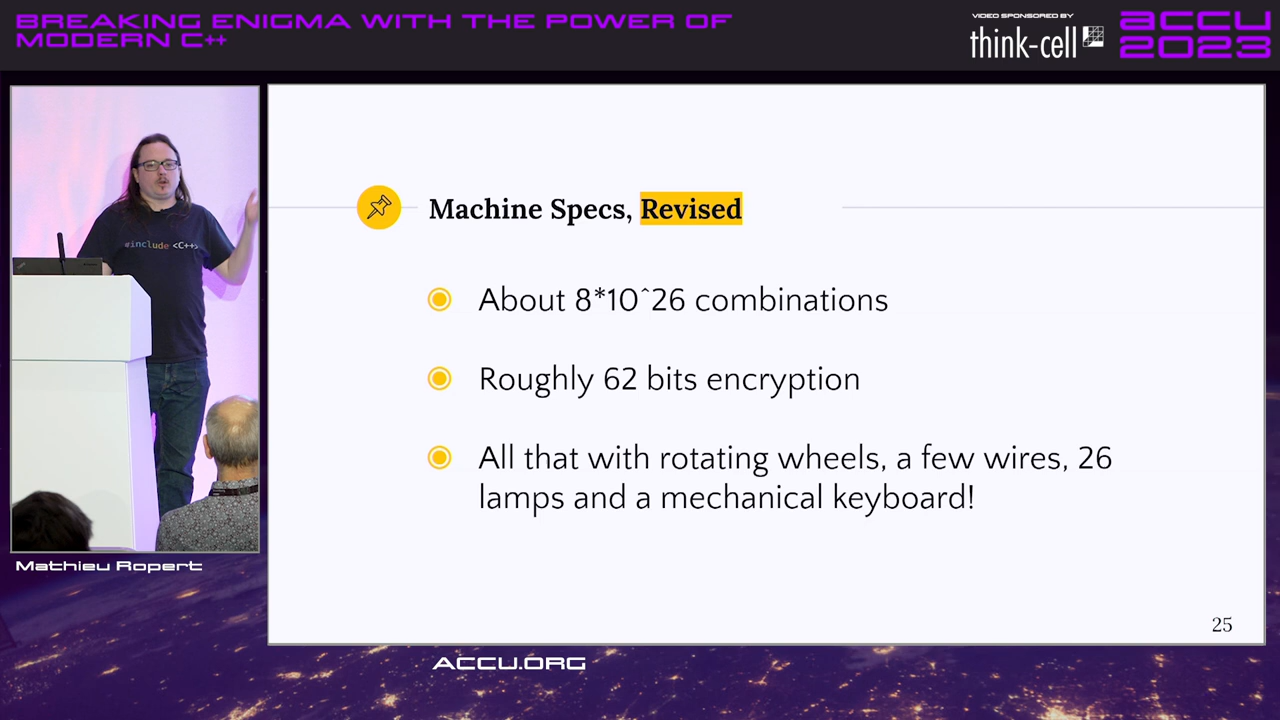 BREAKING ENIGMA WITH THE POWER OF
MODERN C++
VIDEO SPONSORED BY
think-cell
accu
2023
#include <C++>
Machine Specs, Revised
About 8*10^26 combinations
Roughly 62 bits encryption
All that with rotating wheels, a few wires, 26
lamps and a mechanical keyboard!
25
Mathieu Ropert
ACCU.ORG